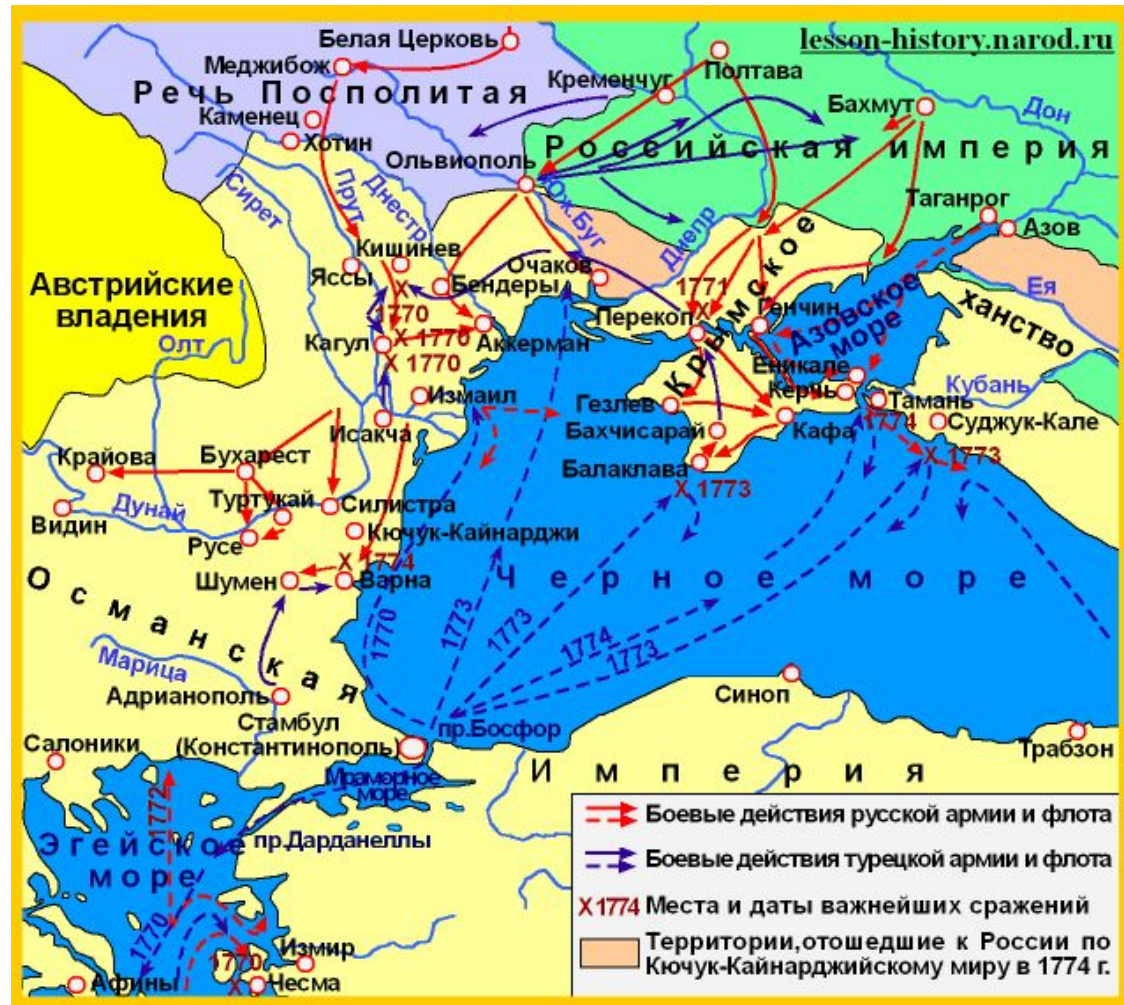 lesson-history.narod.ru
Белая Церковь
Меджибож
Кременчуг
Полтава
Речь Посполитая
Бахмут
Дон
Каменец
Хотин
Российская империя
Ольвиополь
Сирет
Прут
Днестр
Юж.Буг
Днепр
Таганрог
Азов
Кишинев
Яссы
Очаков
Бендеры
Австрийские
владения
X
1770
1771
X
Перекоп
Генчин
Крымское
ханство
Азовское
море
Ея
Олт
Кагул
X 1770
X 1770
Аккерман
Еникале
Керчь
Кубань
Измаил
Гезлев
Тамань
1774
Исакча
Бахчисарай
Кафа
Суджук-Кале
Крайова
Бухарест
Балаклава
X 1773
X 1773
Туртукай
Силистра
Дунай
Видин
Русе
Кючук-Кайнарджи
X 1774
Шумен
Варна
Черное море
Османская
Империя
1770
1773
1773
1774
1773
Марица
Адрианополь
Синоп
Стамбул
(Константинополь)
пр.Босфор
Салоники
Трабзон
Мраморное
море
1772
Эгейское
море
пр.Дарданеллы
1770
Измир
1770
X
Афины
Чесма
Боевые действия русской армии и флота
Боевые действия турецкой армии и флота
X 1774 Места и даты важнейших сражений
Территории,отошедшие к России по
Кючук-Кайнарджийскому миру в 1774 г.